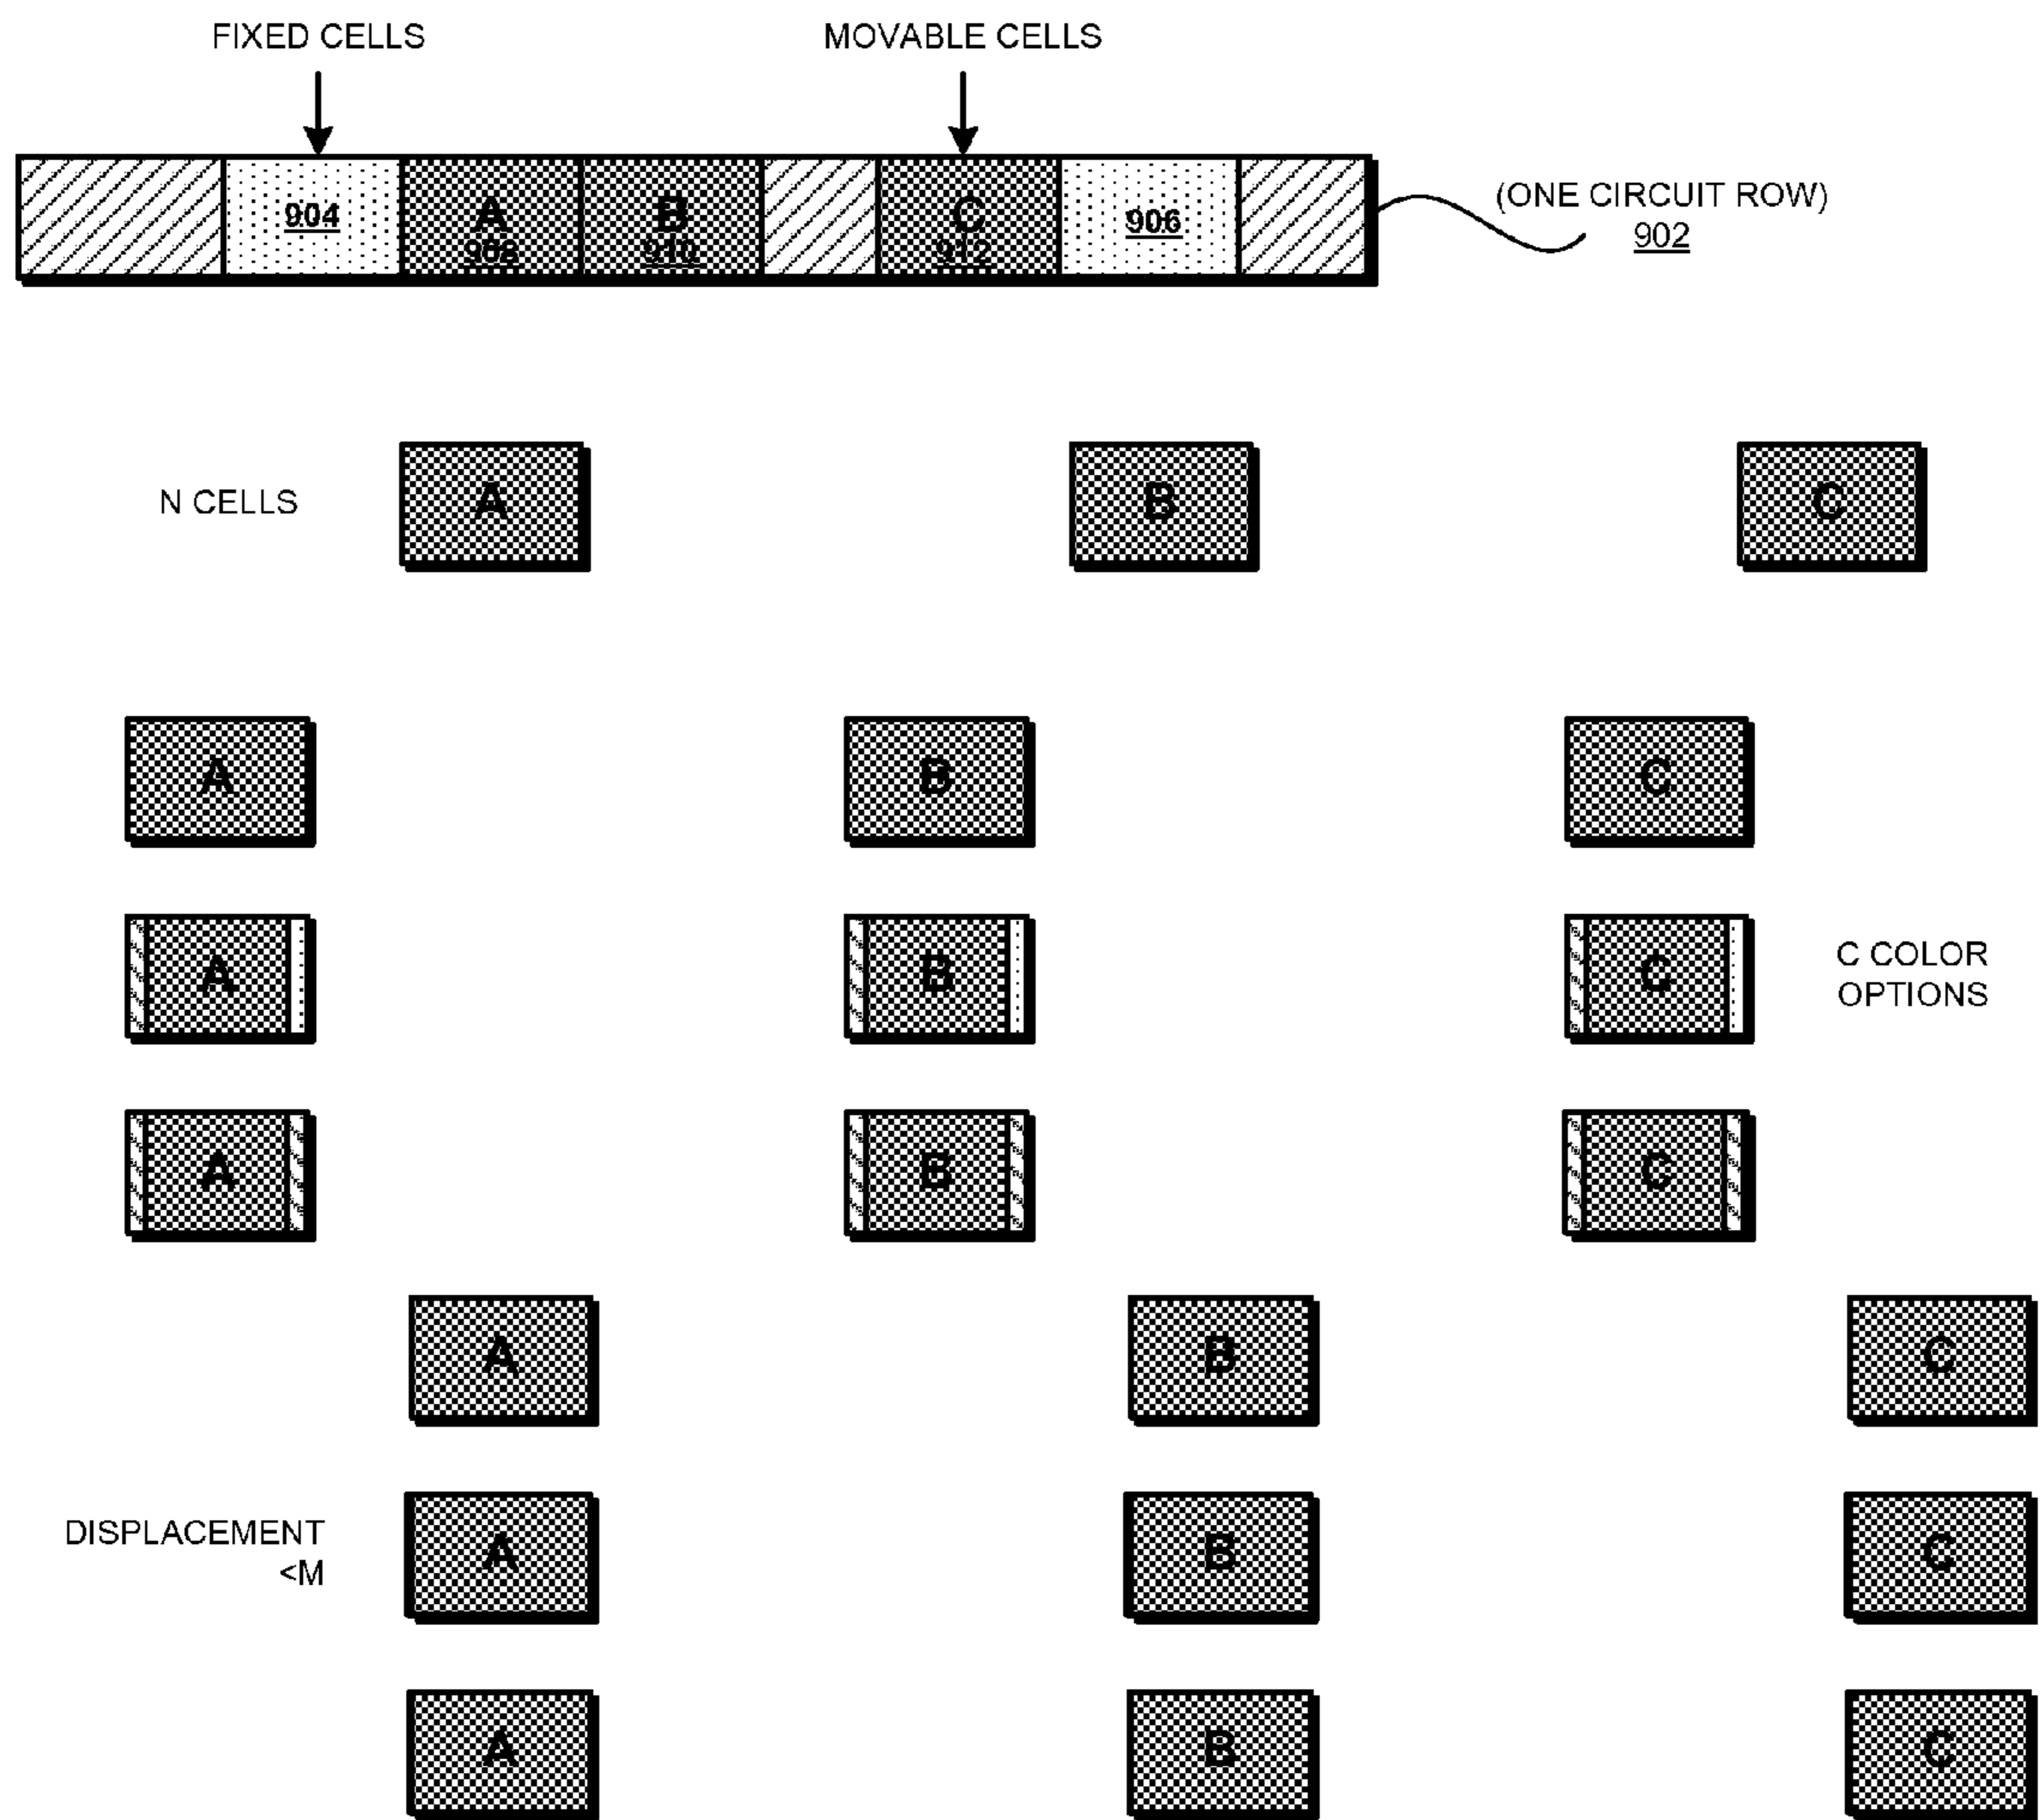 FIXED CELLS
MOVABLE CELLS
904
A
908
B
910
C
912
906
(ONE CIRCUIT ROW)
902
N CELLS
A
B
C
A
B
C
A
B
C
C COLOR
OPTIONS
A
B
C
A
B
C
DISPLACEMENT
<M
A
B
C
A
B
C